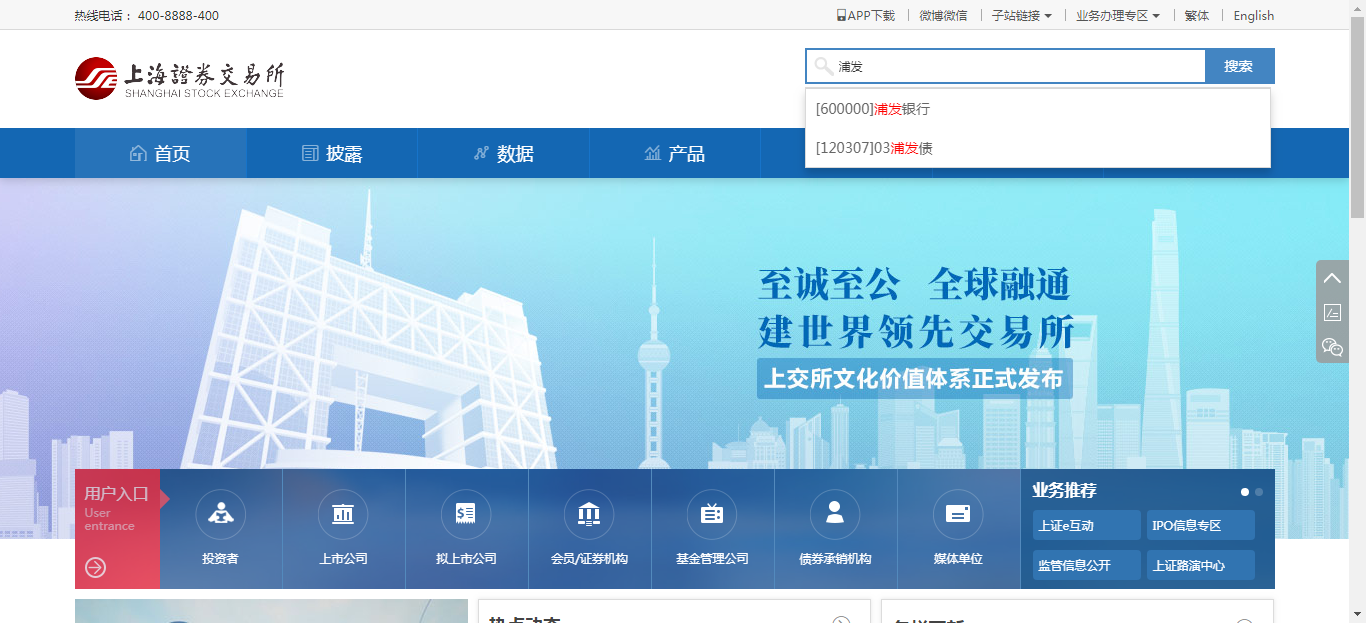 热线电话： 400-8888-400
APP下载
微博微信
子站链接
业务办理专区
繁体
English
上海證券交易所
SHANGHAI STOCK EXCHANGE
浦发
搜索
[600000]浦发银行
[120307]03浦发债
首页
披露
数据
产品
至诚至公 全球融通
建世界领先交易所
上交所文化价值体系正式发布
用户入口
User
entrance
投资者
上市公司
拟上市公司
会员/证券机构
基金管理公司
债券承销机构
媒体单位
业务推荐
上证e互动
IPO信息专区
监管信息公开
上证路演中心
热点动态